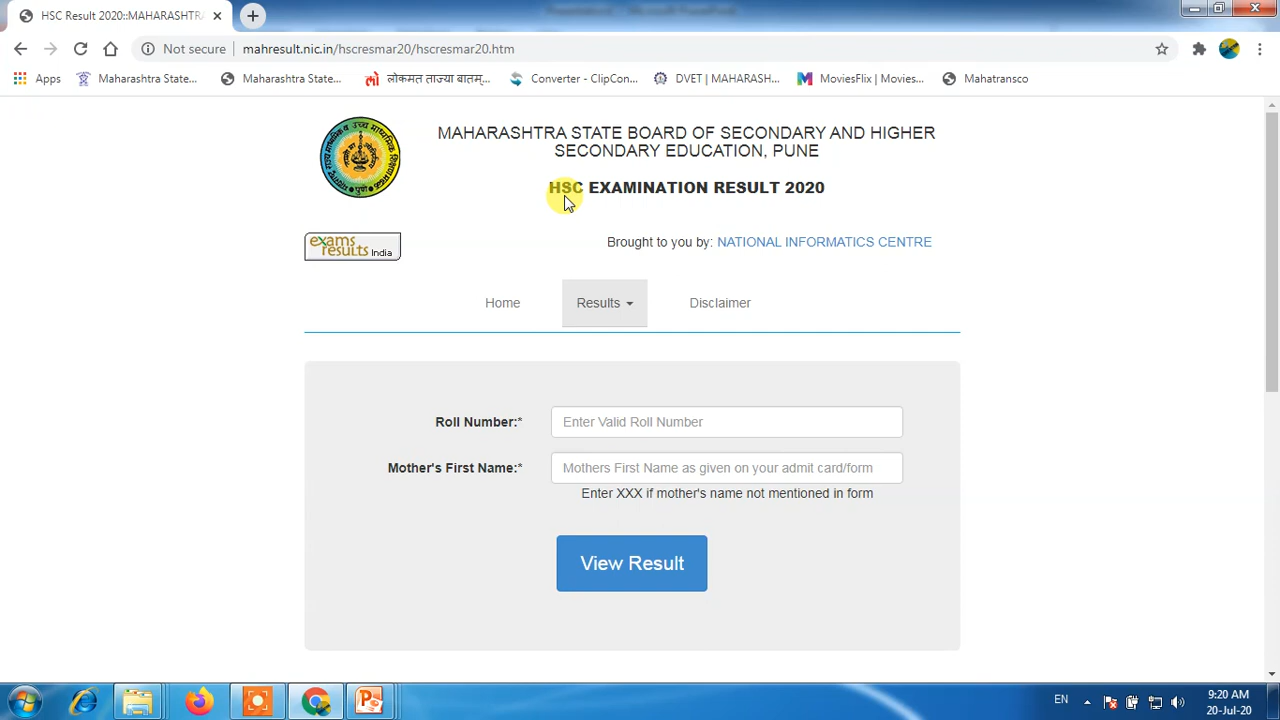 HSC Result 2020::MAHARASHTRA
Not secure
mahresult.nic.in/hscresmar20/hscresmar20.htm
Apps
Maharashtra State...
Maharashtra State...
लोकमत ताज्या बातम्...
Converter - ClipCon...
DVET | MAHARASH...
MoviesFlix | Movies...
Mahatransco
MAHARASHTRA STATE BOARD OF SECONDARY AND HIGHER
SECONDARY EDUCATION, PUNE
HSC EXAMINATION RESULT 2020
exams
results India
Brought to you by: NATIONAL INFORMATICS CENTRE
Home
Results
Disclaimer
Roll Number:*
Enter Valid Roll Number
Mother's First Name:*
Mothers First Name as given on your admit card/form
Enter XXX if mother's name not mentioned in form
View Result
EN
9:20 AM
20-Jul-20